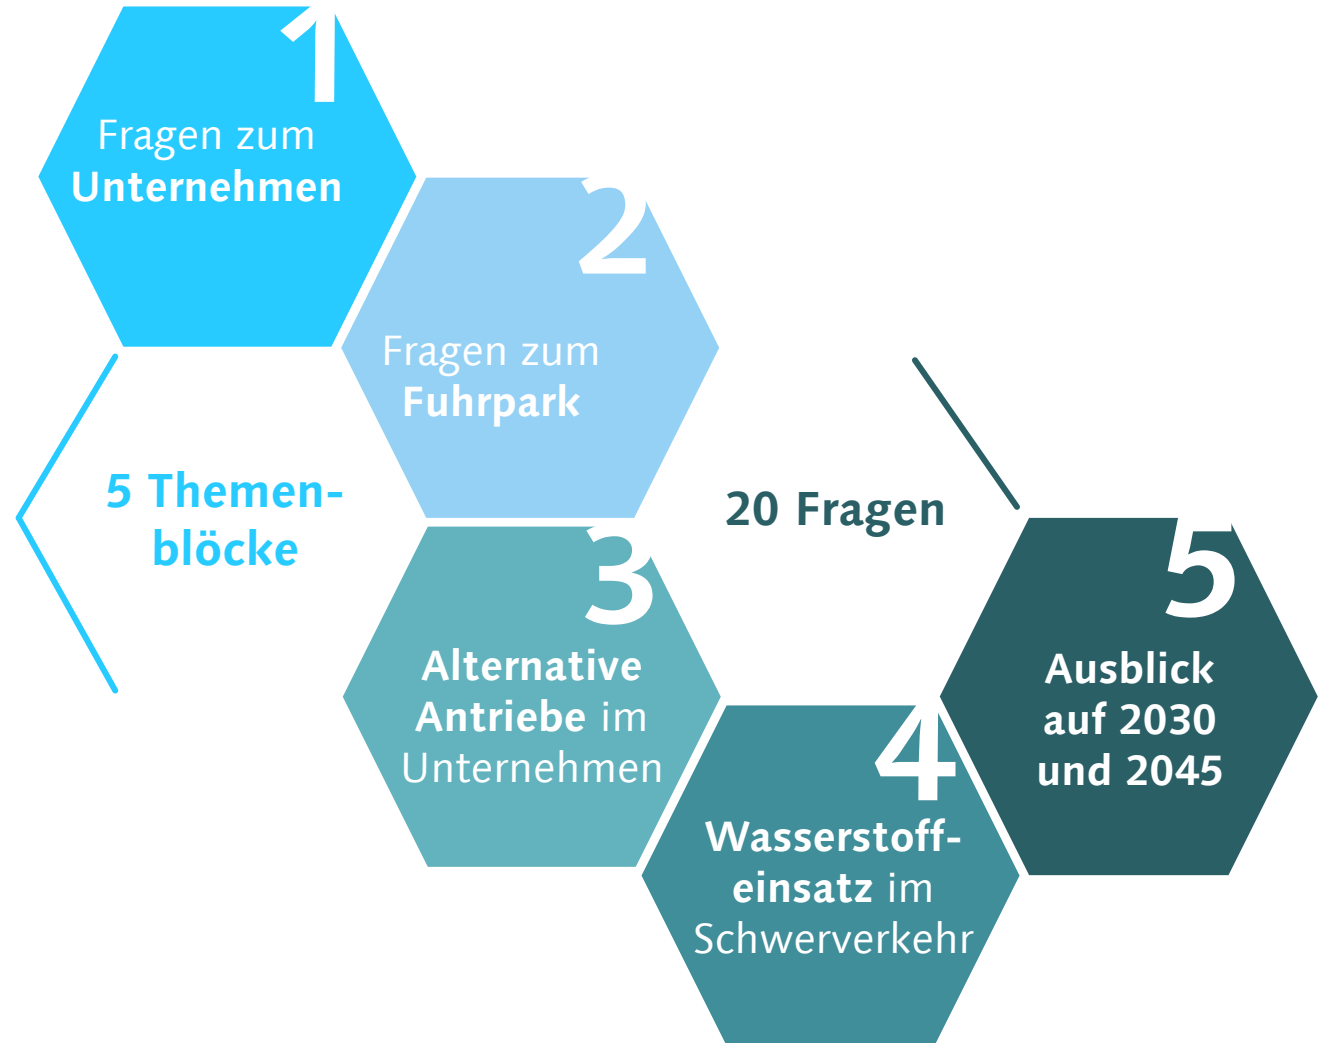 1
Fragen zum
Unternehmen
2
Fragen zum
Fuhrpark
5 Themen-
blöcke
20 Fragen
3
Alternative
Antriebe im
Unternehmen
4
Wasserstoff-
einsatz im
Schwerverkehr
5
Ausblick
auf 2030
und 2045